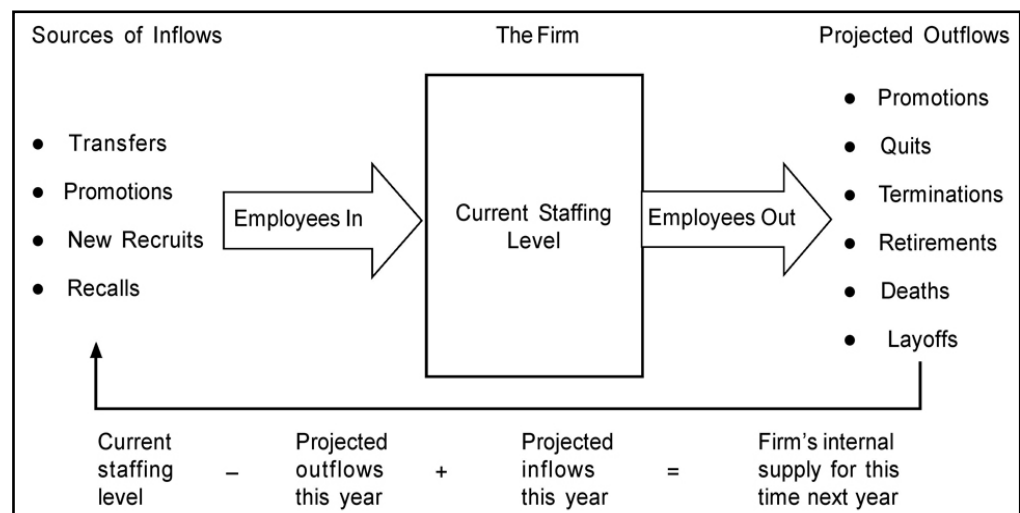 Sources of Inflows
The Firm
Projected Outflows
● Transfers
● Promotions
● New Recruits
● Recalls
Employees In
Current Staffing
Level
Employees Out
● Promotions
● Quits
● Terminations
● Retirements
● Deaths
● Layoffs
Current
staffing
level
–
Projected
outflows
this year
+
Projected
inflows
this year
=
Firm's internal
supply for this
time next year